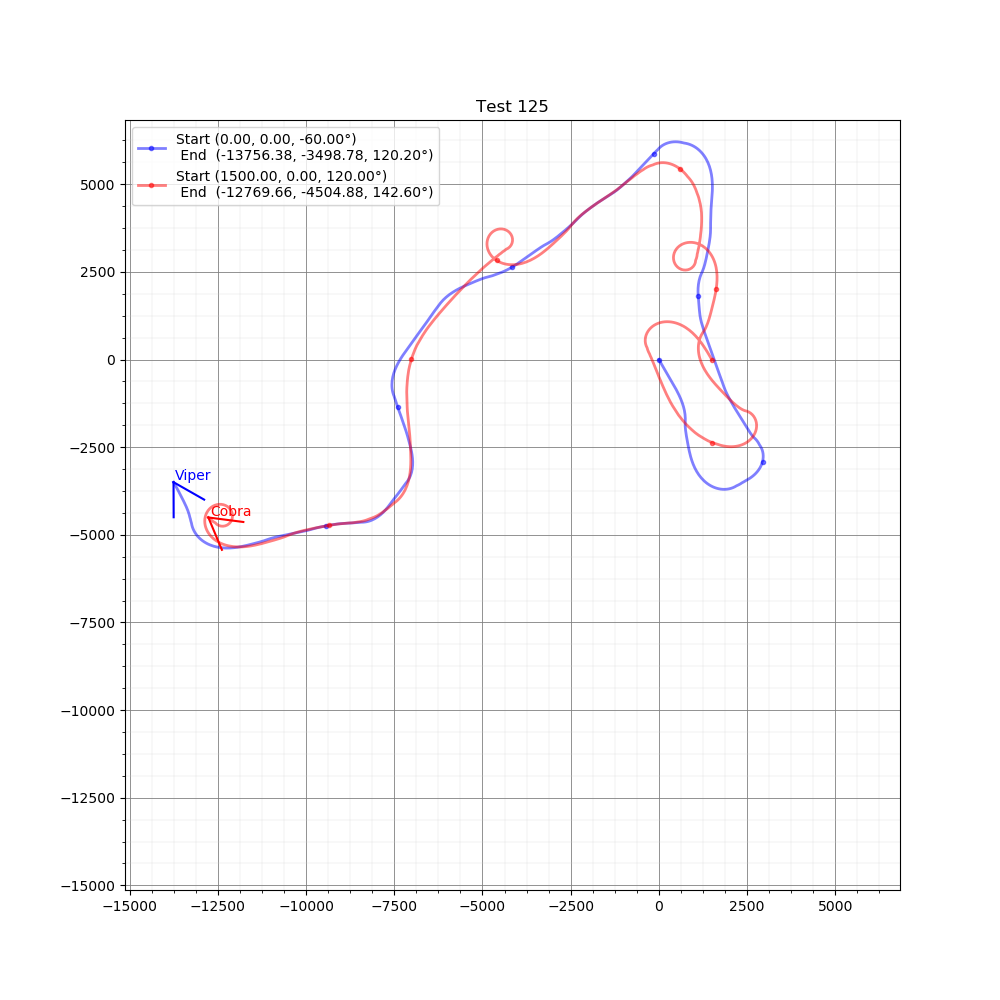 Test 125
Start (0.00, 0.00, -60.00°)
End (-13756.38, -3498.78, 120.20°)
Start (1500.00, 0.00, 120.00°)
End (-12769.66, -4504.88, 142.60°)
5000
2500
0
−2500
−5000
−7500
−10000
−12500
−15000
Viper
Cobra
−15000 −12500 −10000 −7500 −5000 −2500 0 2500 5000